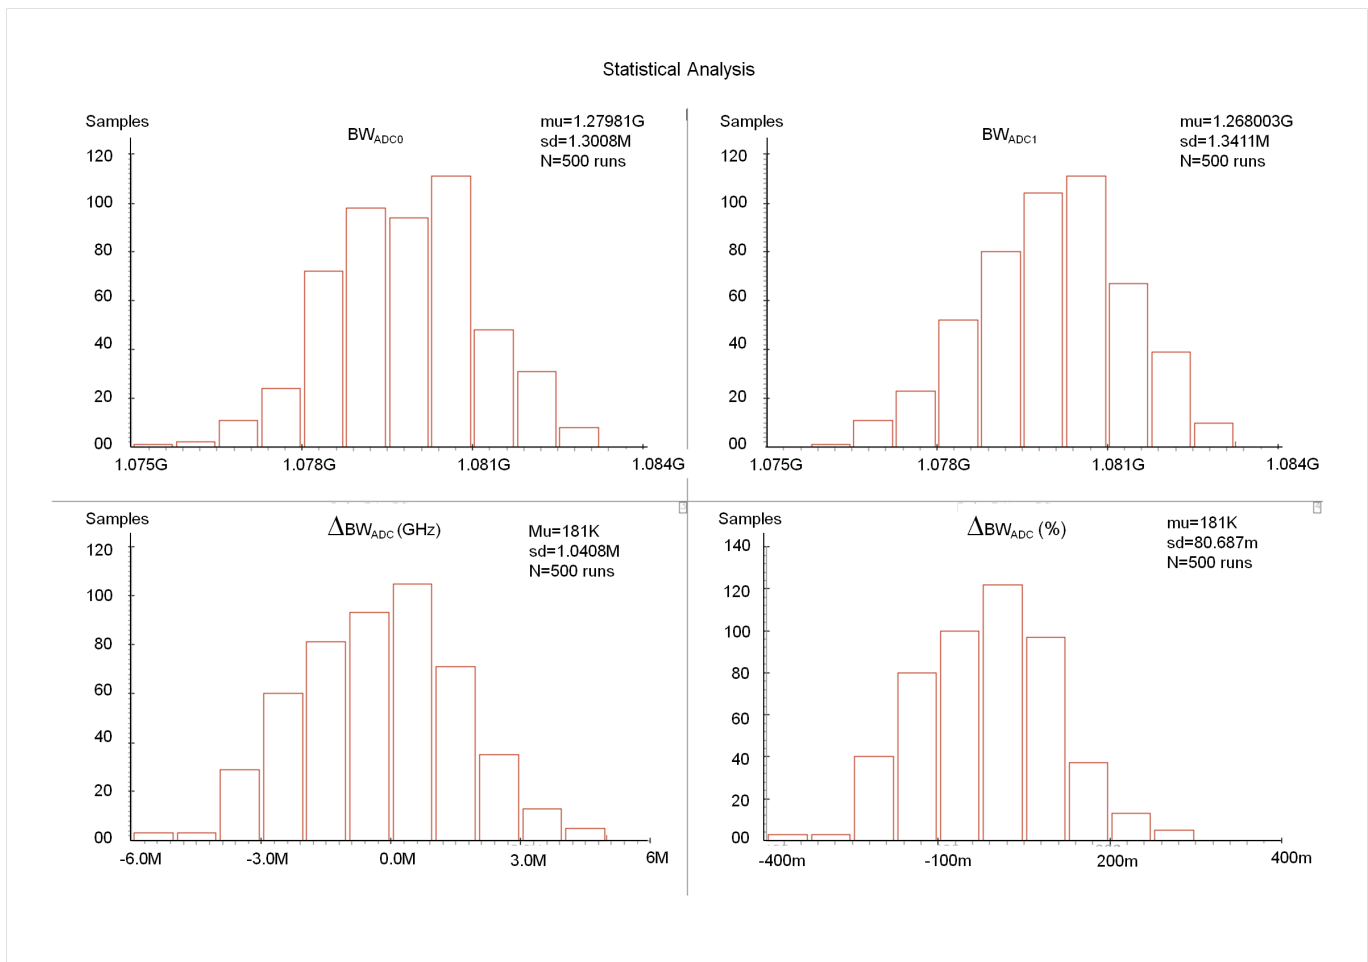 Statistical Analysis
Samples
BWADC0
mu=1.27981G
sd=1.3008M
N=500 runs
120
100
80
60
40
20
00
1.075G 1.078G 1.081G 1.084G
Samples
BWADC1
mu=1.268003G
sd=1.3411M
N=500 runs
120
100
80
60
40
20
00
1.075G 1.078G 1.081G 1.084G
Samples
ΔBWADC (GHz)
Mu=181K
sd=1.0408M
N=500 runs
120
100
80
60
40
20
00
-6.0M -3.0M 0.0M 3.0M 6M
Samples
ΔBWADC (%)
mu=181K
sd=80.687m
N=500 runs
140
120
100
80
60
40
20
00
-400m -100m 200m 400m